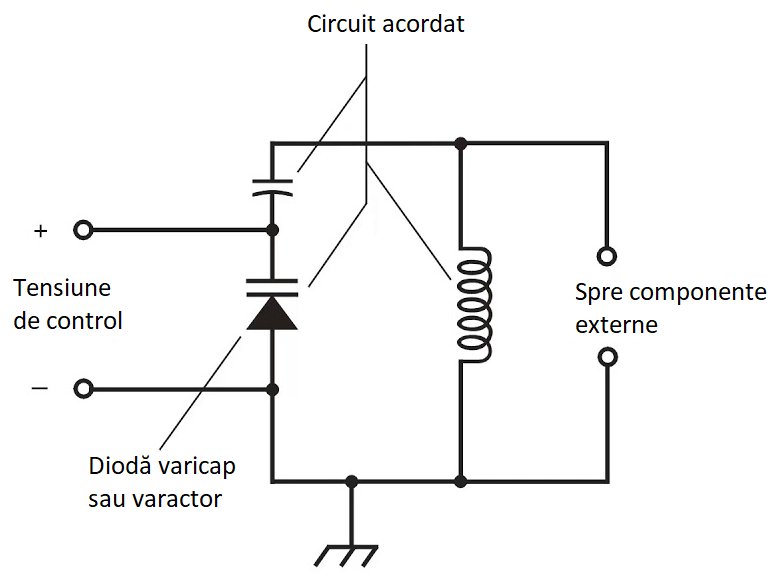 Circuit acordat
+
Tensiune
de control
−
Spre componente
externe
Diodă varicap
sau varactor